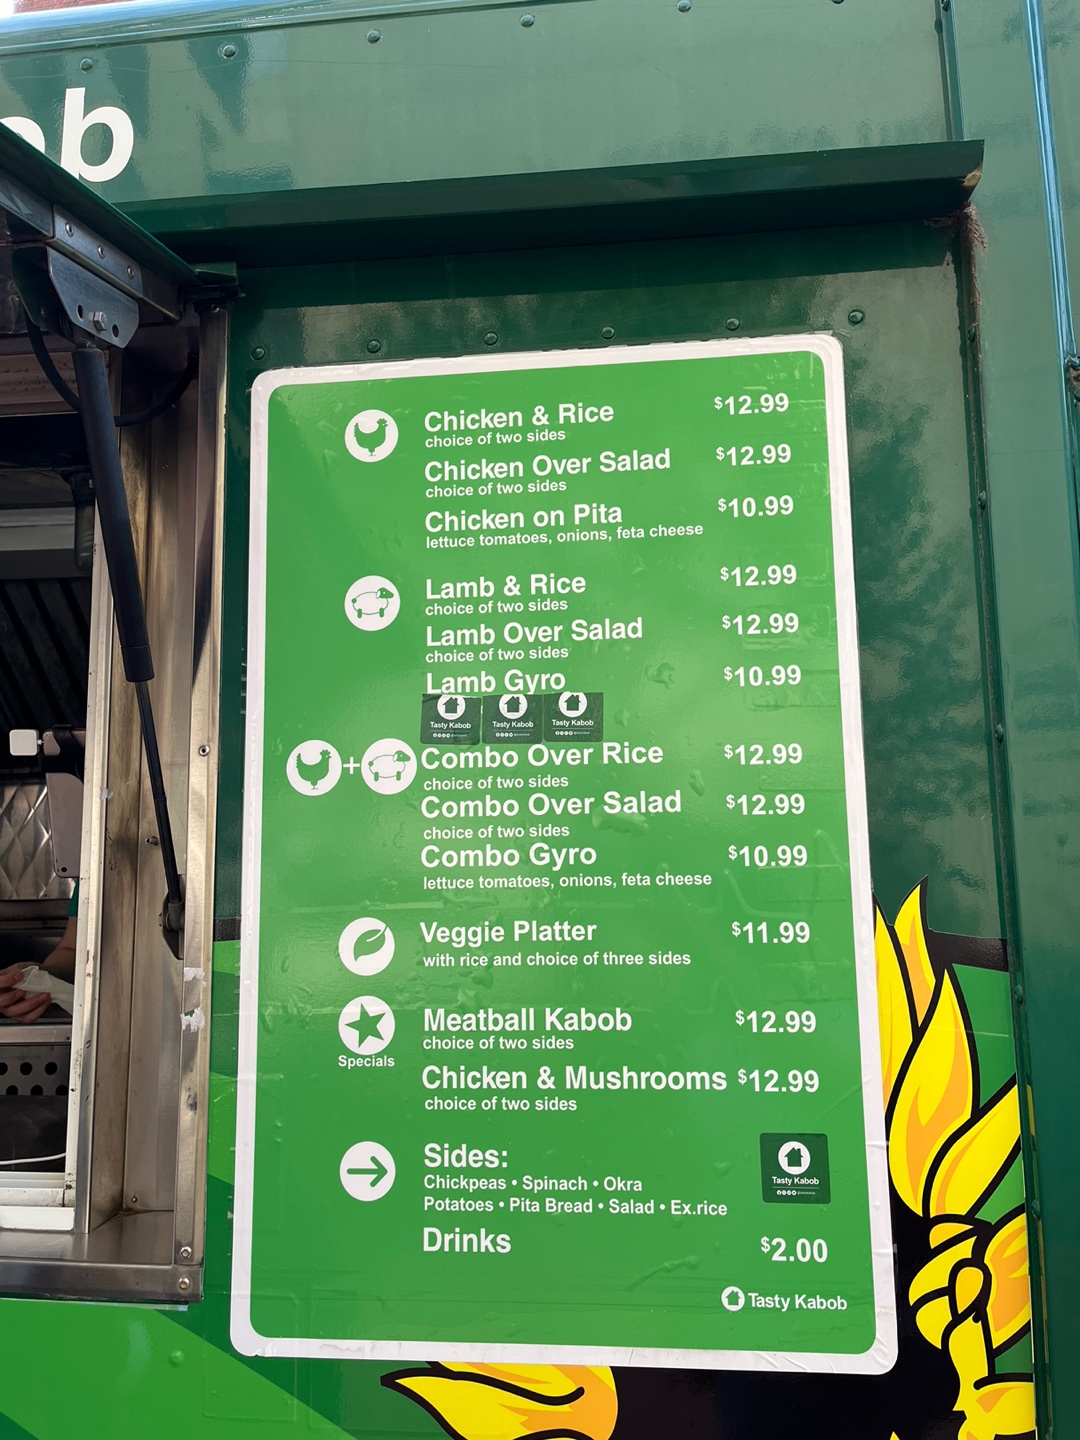 ob
Chicken & Rice $12.99
choice of two sides
Chicken Over Salad $12.99
choice of two sides
Chicken on Pita $10.99
lettuce tomatoes, onions, feta cheese
Lamb & Rice $12.99
choice of two sides
Lamb Over Salad $12.99
choice of two sides
Lamb Gyro $10.99
Tasty Kabob Tasty Kabob Tasty Kabob
+ Combo Over Rice $12.99
choice of two sides
Combo Over Salad $12.99
choice of two sides
Combo Gyro $10.99
lettuce tomatoes, onions, feta cheese
Veggie Platter $11.99
with rice and choice of three sides
Meatball Kabob $12.99
choice of two sides
Specials
Chicken & Mushrooms $12.99
choice of two sides
Sides:
Chickpeas • Spinach • Okra
Potatoes • Pita Bread • Salad • Ex.rice
Tasty Kabob
Drinks $2.00
Tasty Kabob